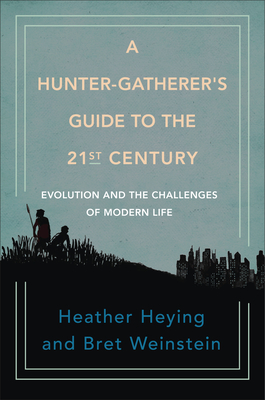 A
HUNTER-GATHERER'S
GUIDE TO THE
21ST CENTURY
EVOLUTION AND THE CHALLENGES
OF MODERN LIFE
Heather Heying
and Bret Weinstein